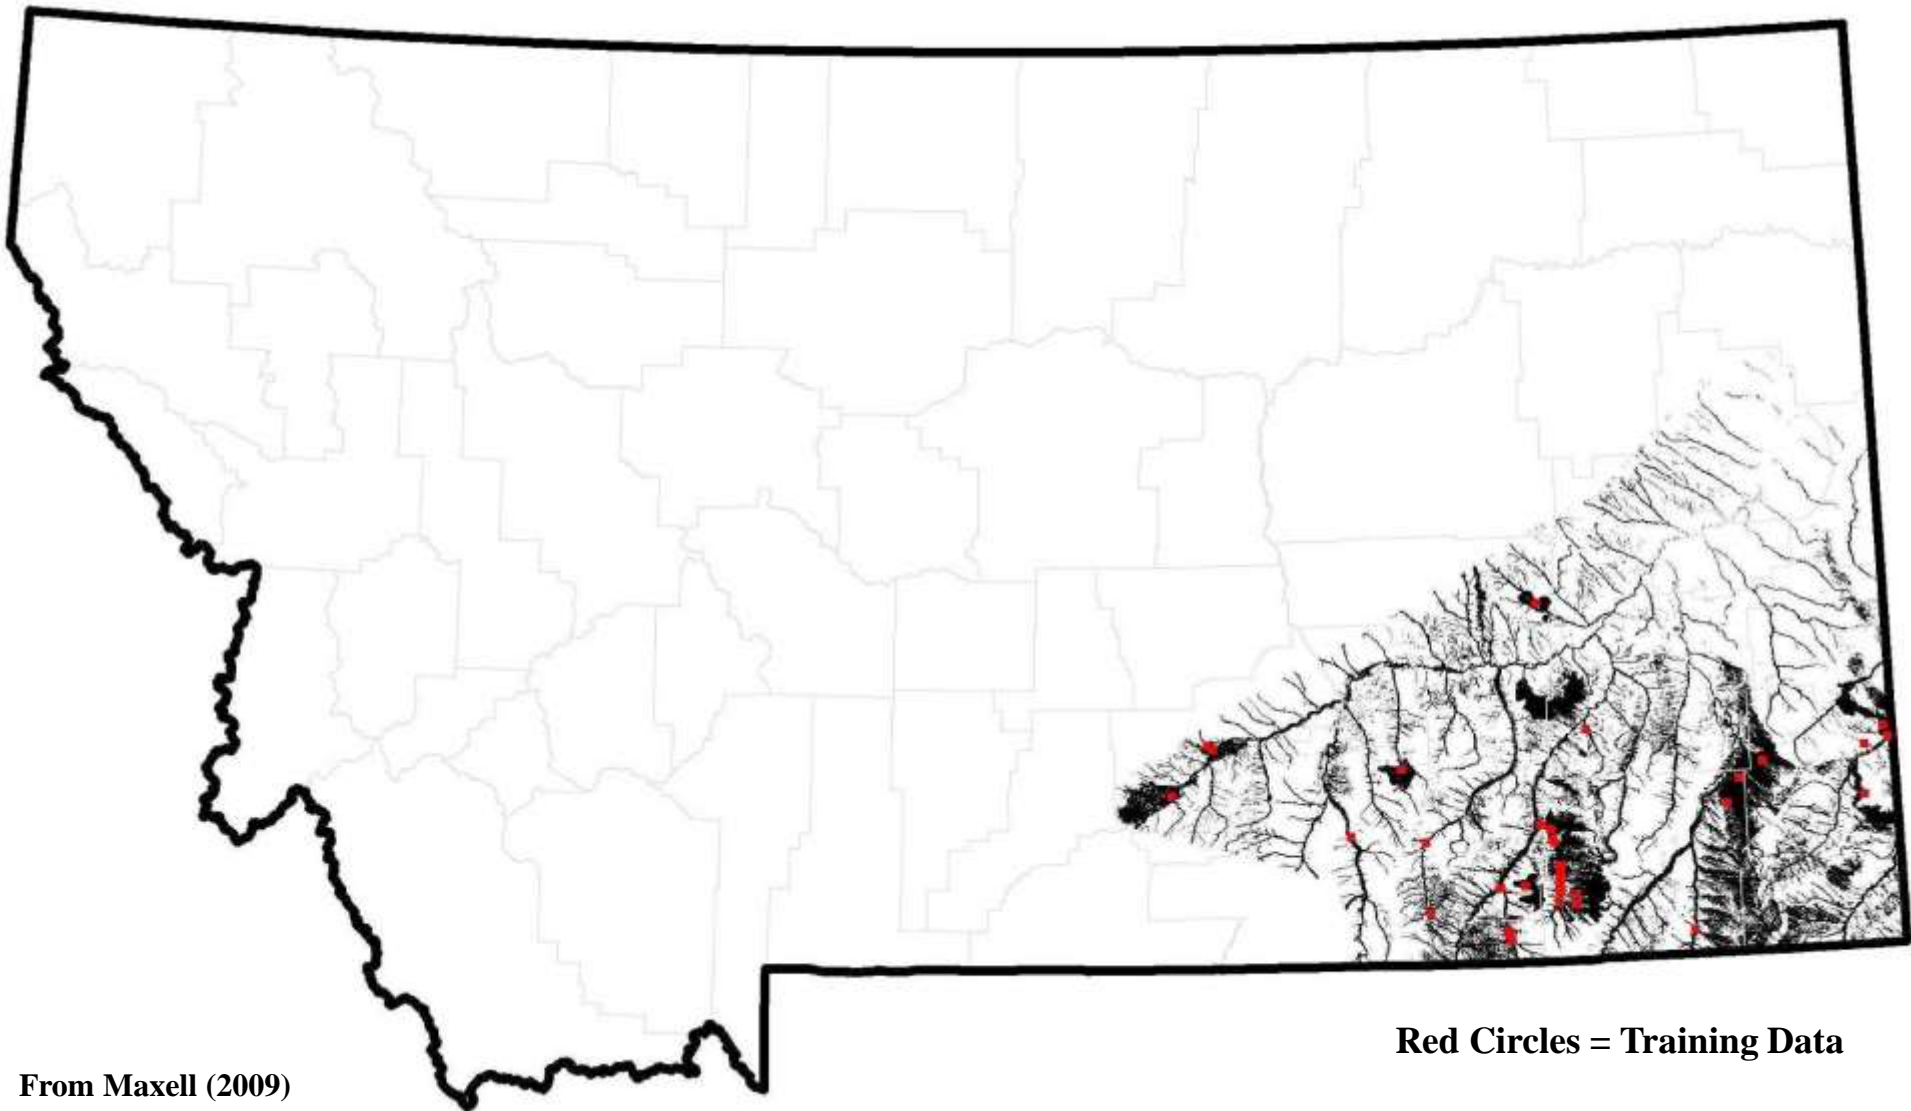 Red Circles = Training Data
From Maxell (2009)